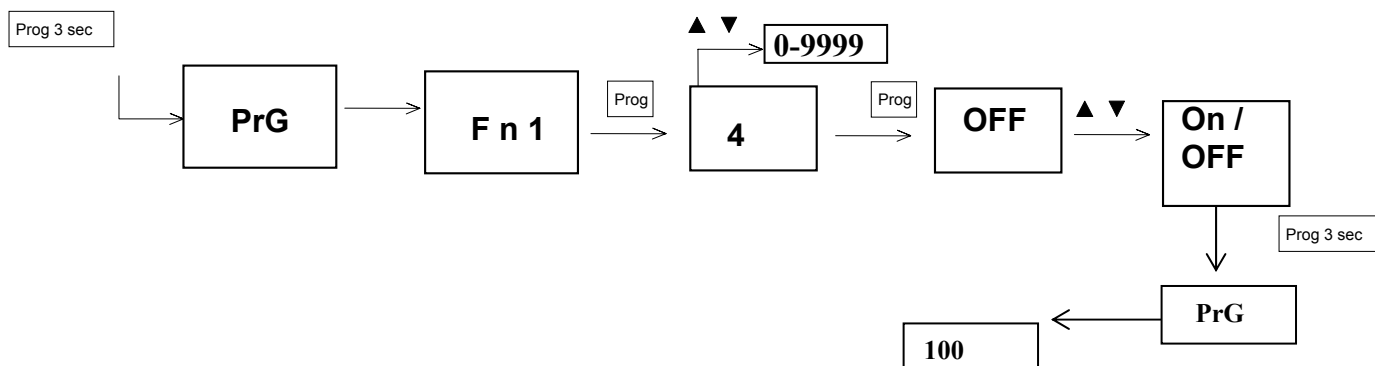 Prog 3 sec
PrG
F n 1
Prog
▲ ▼
0-9999
4
Prog
OFF
▲ ▼
On /
OFF
Prog 3 sec
PrG
100